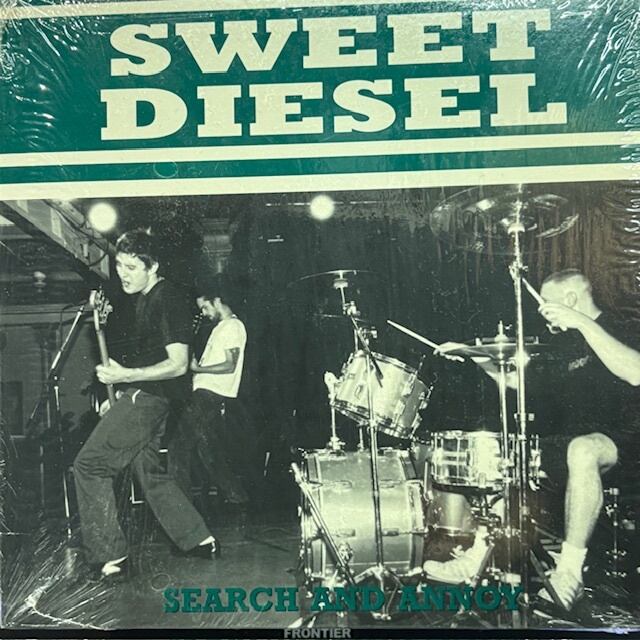 SWEET
DIESEL
SEARCH AND ANNOY
FRONTIER